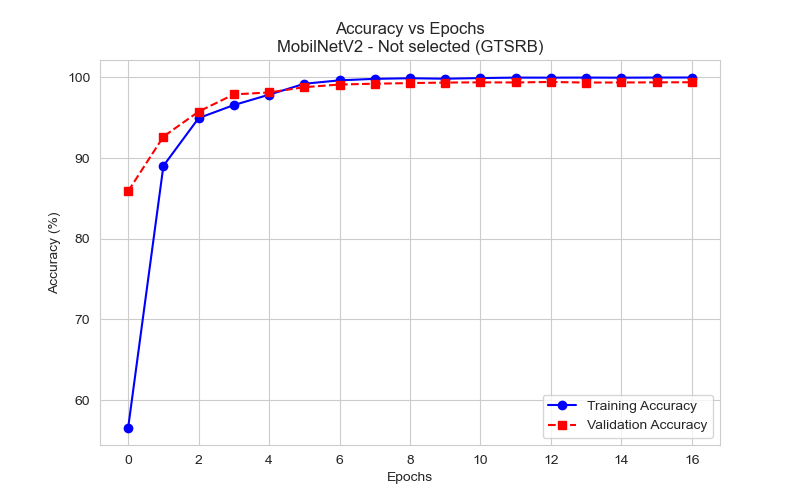 Accuracy vs Epochs
MobilNetV2 - Not selected (GTSRB)
Accuracy (%)
100
90
80
70
60
0 2 4 6 8 10 12 14 16
Epochs
Training Accuracy
Validation Accuracy